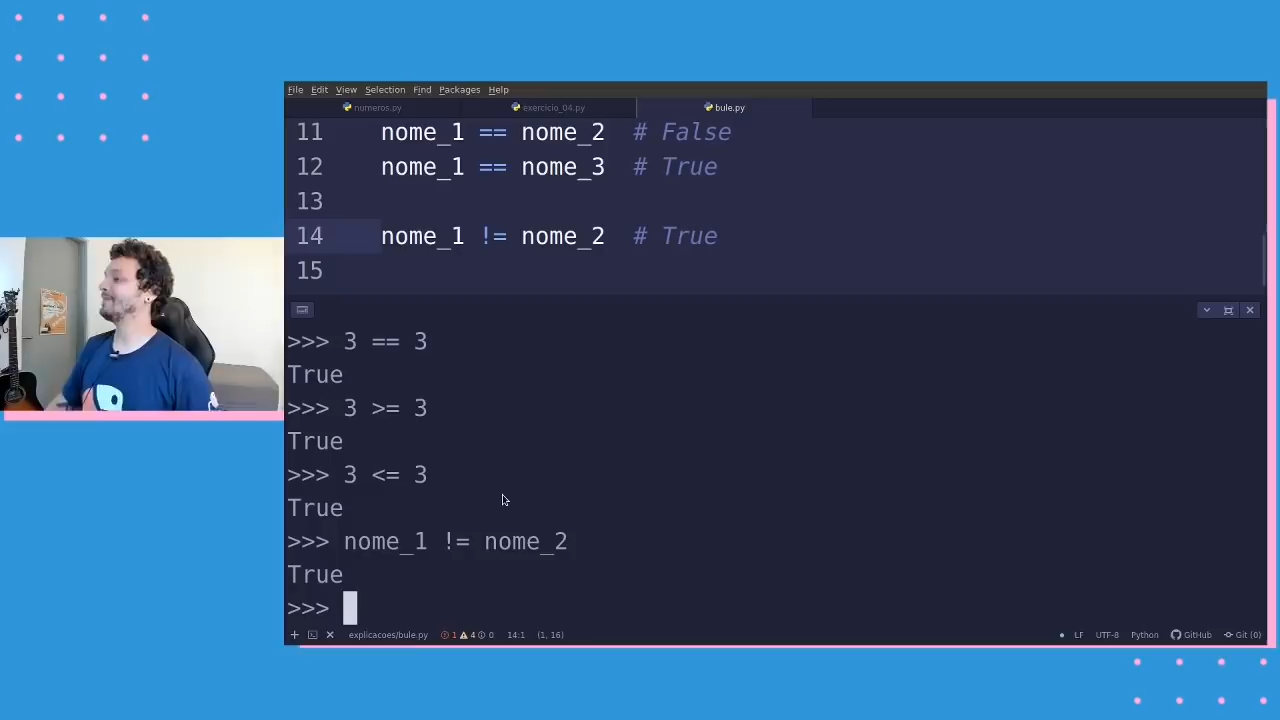 File Edit View Selection Find Packages Help
numeros.py exercicio_04.py bule.py
11 nome_1 == nome_2 # False
12 nome_1 == nome_3 # True
13
14 nome_1 != nome_2 # True
15
>>> 3 == 3
True
>>> 3 >= 3
True
>>> 3 <= 3
True
>>> nome_1 != nome_2
True
>>>
explicacoes/bule.py 1 4 0 14:1 (1, 16) LF UTF-8 Python GitHub Git (0)